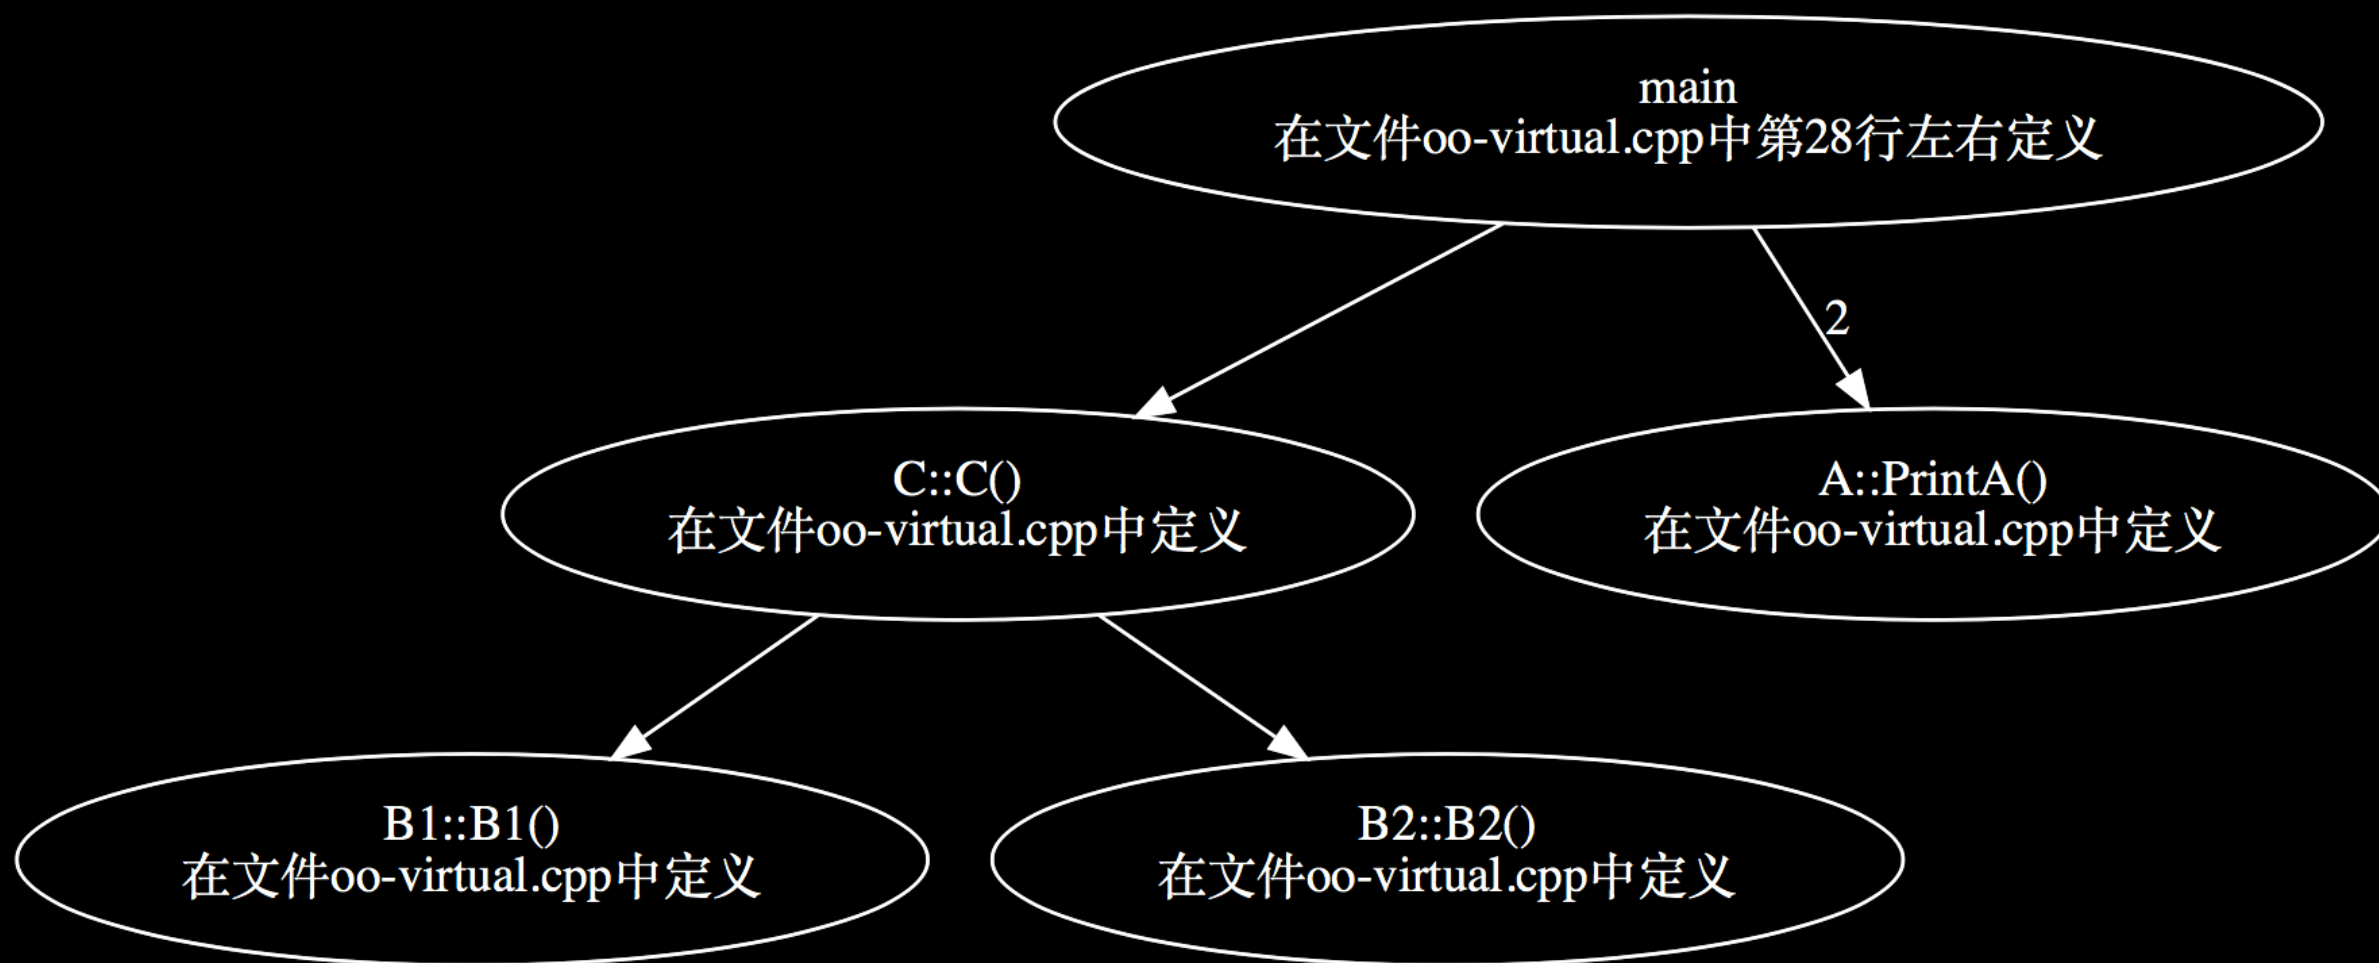 main
在文件oo-virtual.cpp中第28行左右定义
2
C::C()
在文件oo-virtual.cpp中定义
A::PrintA()
在文件oo-virtual.cpp中定义
B1::B1()
在文件oo-virtual.cpp中定义
B2::B2()
在文件oo-virtual.cpp中定义